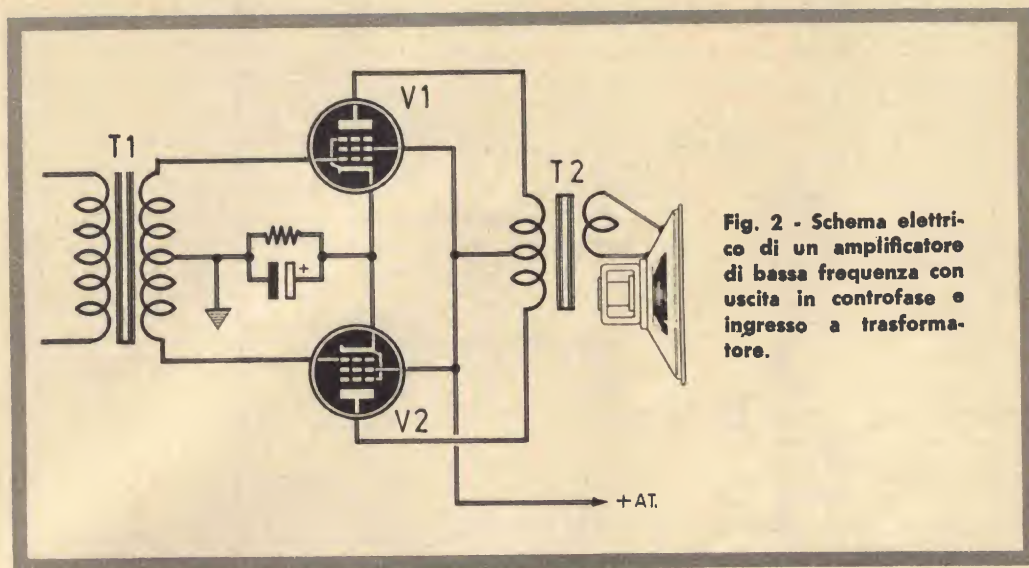 T1
V1
V2
T2
+
+AT.
Fig. 2 - Schema elettri-
co di un amplificatore
di bassa frequenza con
uscita in controfase e
ingresso a trasforma-
tore.